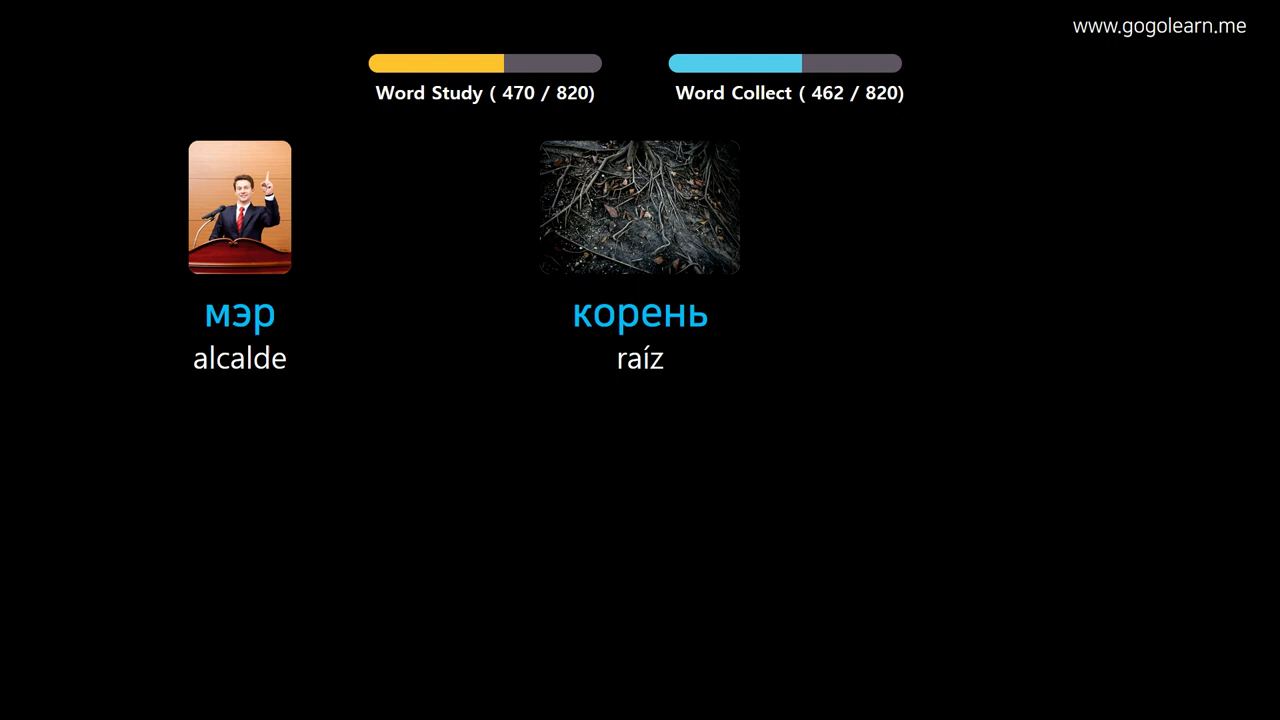 www.gogolearn.me
Word Study ( 470 / 820)
Word Collect ( 462 / 820)
мэр
alcalde
корень
raíz